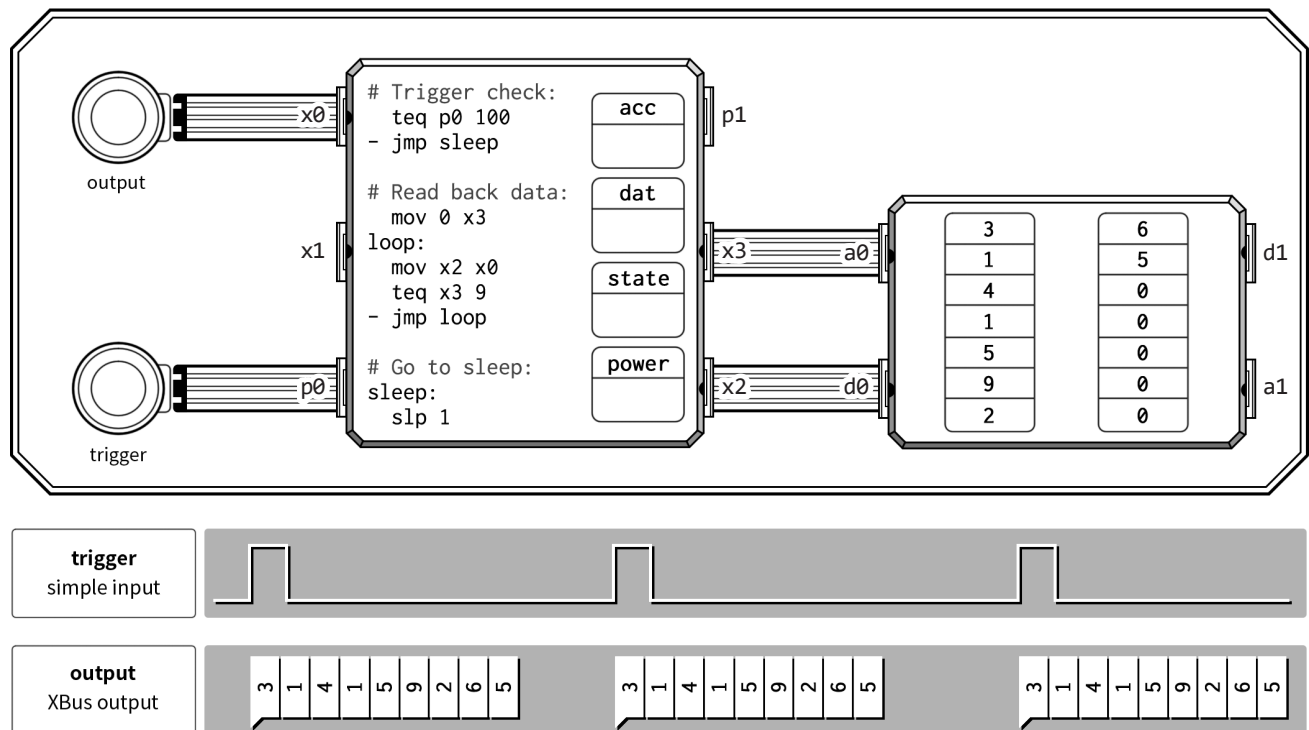 output
trigger
x0
x1
p0
# Trigger check:
teq p0 100
- jmp sleep
# Read back data:
mov 0 x3
loop:
mov x2 x0
teq x3 9
- jmp loop
# Go to sleep:
sleep:
slp 1
acc
dat
state
power
p1
x3
x2
a0
d0
3 6
1 5
4 0
1 0
5 0
9 0
2 0
d1
a1
trigger
simple input
output
XBus output
3 1 4 1 5 9 2 6 5
3 1 4 1 5 9 2 6 5
3 1 4 1 5 9 2 6 5